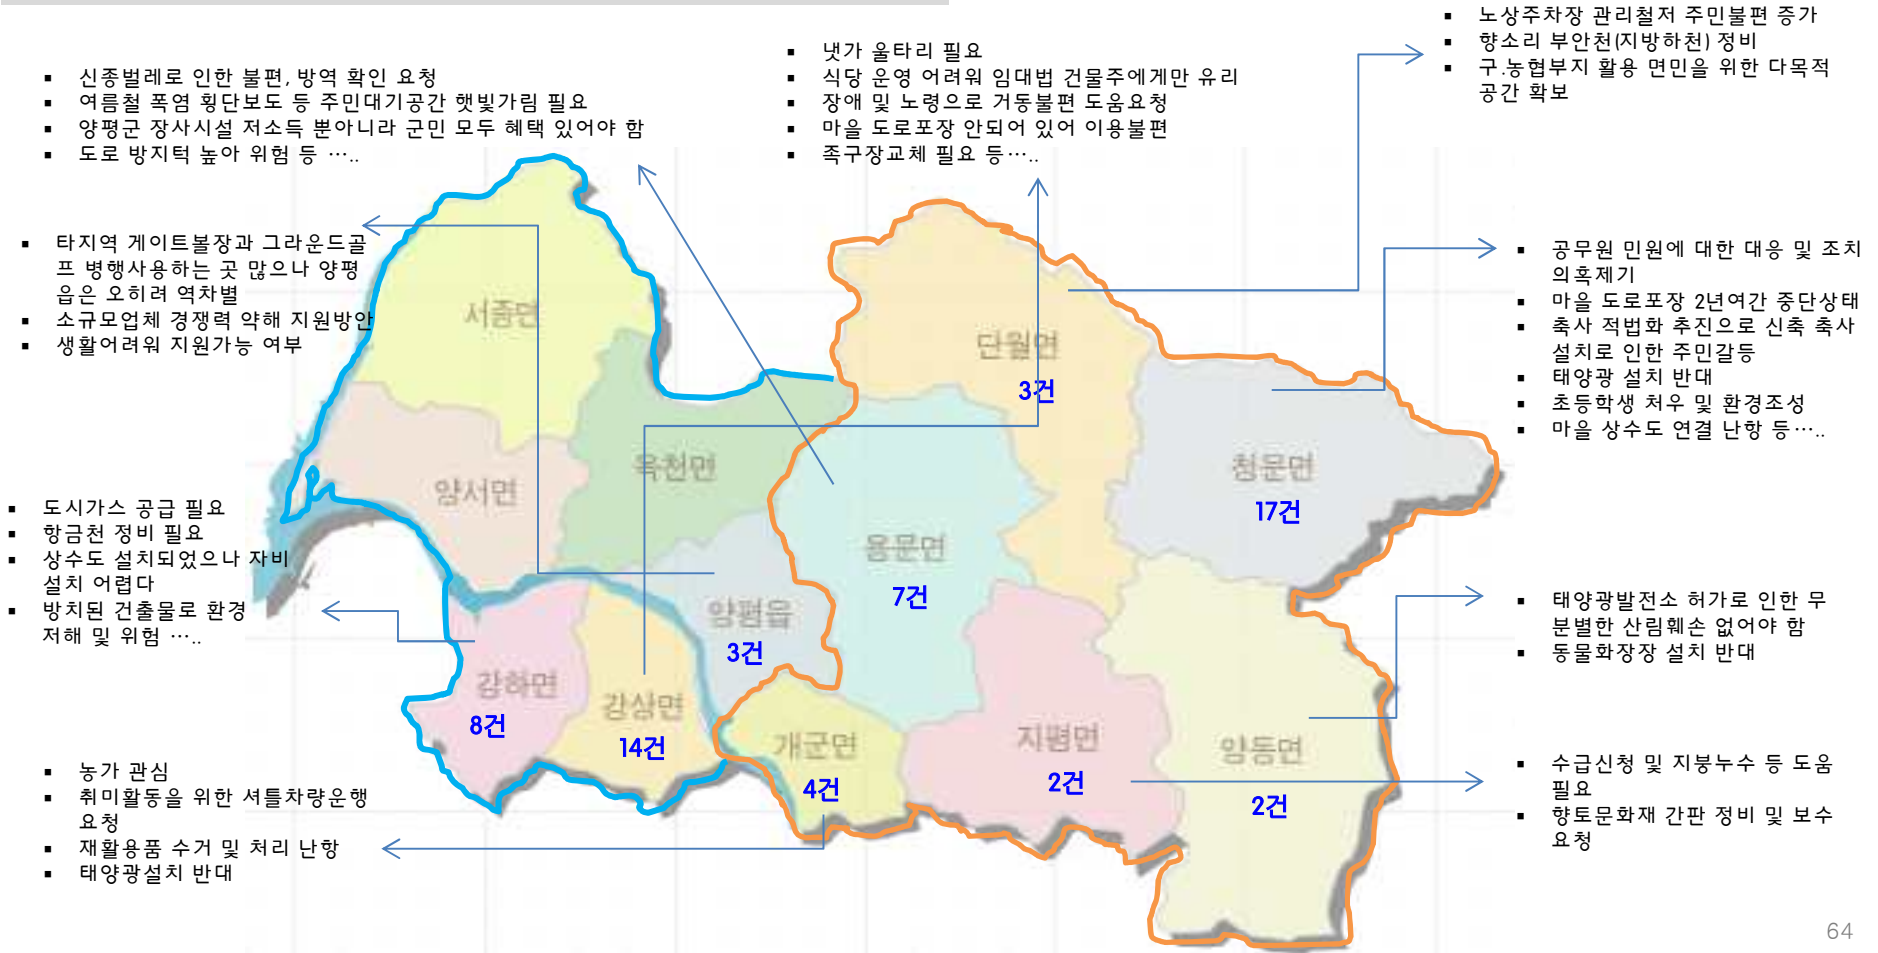 ▪ 신종벌레로 인한 불편, 방역 확인 요청
▪ 여름철 폭염 횡단보도 등 주민대기공간 햇빛가림 필요
▪ 양평군 장사시설 저소득 뿐아니라 군민 모두 혜택 있어야 함
▪ 도로 방지턱 높아 위험 등 …..
▪ 냇가 울타리 필요
▪ 식당 운영 어려워 임대법 건물주에게만 유리
▪ 장애 및 노령으로 거동불편 도움요청
▪ 마을 도로포장 안되어 있어 이용불편
▪ 족구장교체 필요 등…..
▪ 노상주차장 관리철저 주민불편 증가
▪ 향소리 부안천(지방하천) 정비
▪ 구.농협부지 활용 면민을 위한 다목적
공간 확보
▪ 타지역 게이트볼장과 그라운드골
프 병행사용하는 곳 많으나 양평
읍은 오히려 역차별
▪ 소규모업체 경쟁력 약해 지원방안
▪ 생활어려워 지원가능 여부
▪ 공무원 민원에 대한 대응 및 조치
의혹제기
▪ 마을 도로포장 2년여간 중단상태
▪ 축사 적법화 추진으로 신축 축사
설치로 인한 주민갈등
▪ 태양광 설치 반대
▪ 초등학생 처우 및 환경조성
▪ 마을 상수도 연결 난항 등…..
▪ 도시가스 공급 필요
▪ 항금천 정비 필요
▪ 상수도 설치되었으나 자비
설치 어렵다
▪ 방치된 건출물로 환경
저해 및 위험 …..
▪ 태양광발전소 허가로 인한 무
분별한 산림훼손 없어야 함
▪ 동물화장장 설치 반대
▪ 농가 관심
▪ 취미활동을 위한 셔틀차량운행
요청
▪ 재활용품 수거 및 처리 난항
▪ 태양광설치 반대
▪ 수급신청 및 지붕누수 등 도움
필요
▪ 향토문화재 간판 정비 및 보수
요청
서종면
단월면
3건
옥천면
양서면
청운면
17건
용문면
7건
양평읍
3건
강하면
8건
강상면
14건
개군면
4건
지평면
2건
양동면
2건
64